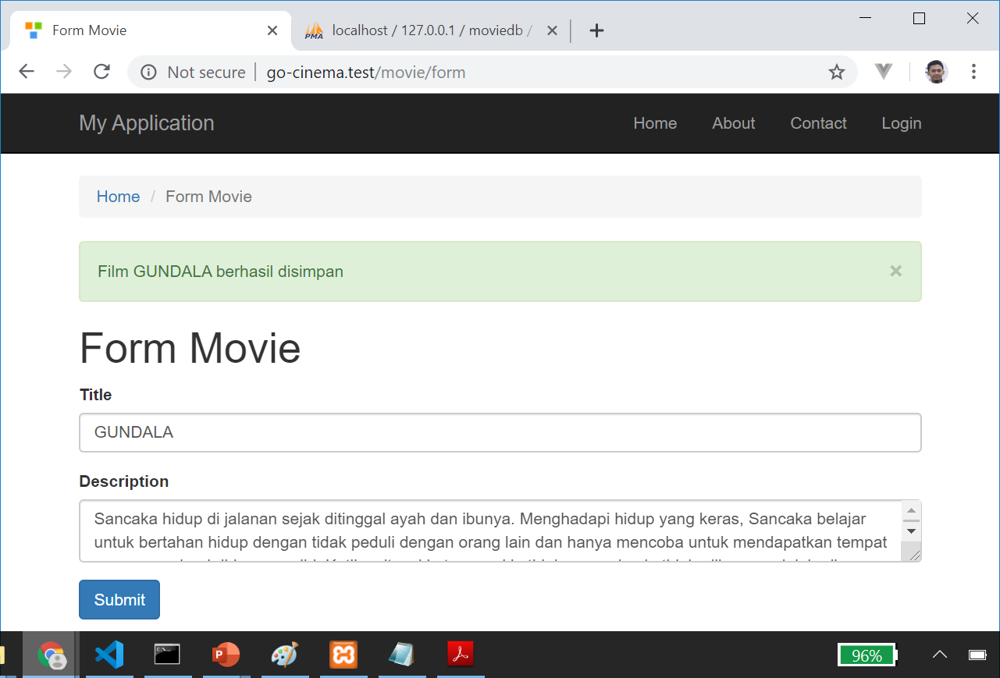 Form Movie
PMA localhost / 127.0.0.1 / moviedb /
Not secure go-cinema.test/movie/form
My Application Home About Contact Login
Home / Form Movie
Film GUNDALA berhasil disimpan ×
Form Movie
Title
GUNDALA
Description
Sancaka hidup di jalanan sejak ditinggal ayah dan ibunya. Menghadapi hidup yang keras, Sancaka belajar
untuk bertahan hidup dengan tidak peduli dengan orang lain dan hanya mencoba untuk mendapatkan tempat
Submit
96%